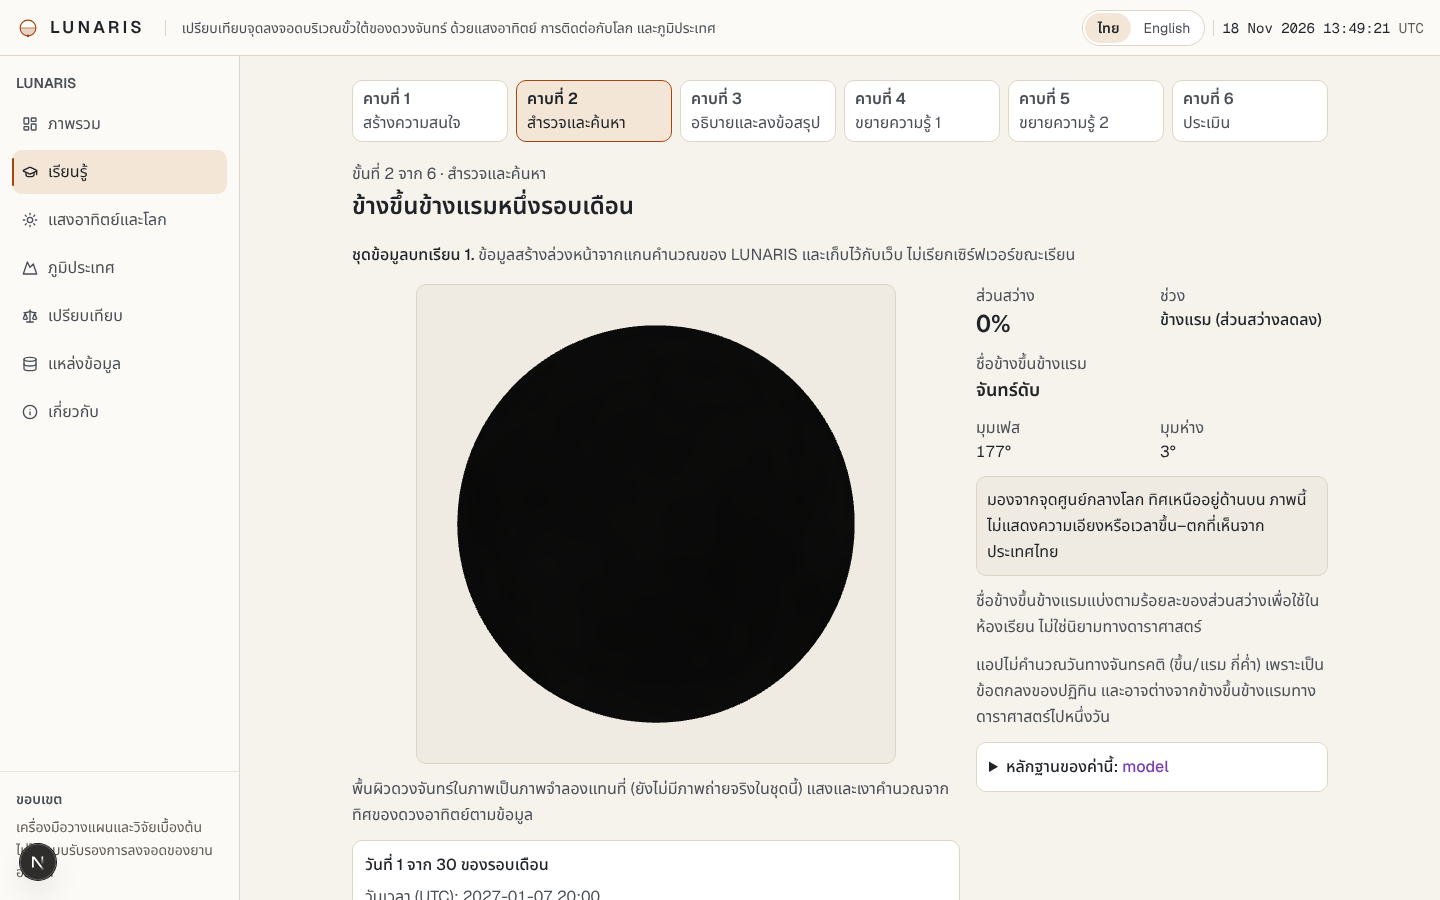 LUNARIS
เปรียบเทียบจุดลงจอดบริเวณขั้วใต้ของดวงจันทร์ ด้วยแสงอาทิตย์ การติดต่อกับโลก และภูมิประเทศ
ไทย English
18 Nov 2026 13:49:21 UTC
LUNARIS
ภาพรวม
เรียนรู้
แสงอาทิตย์และโลก
ภูมิประเทศ
เปรียบเทียบ
แหล่งข้อมูล
เกี่ยวกับ
ขอบเขต
เครื่องมือวางแผนและวิจัยเบื้องต้น
บรับรองการลงจอดของยาน
คาบที่ 1
สร้างความสนใจ
คาบที่ 2
สำรวจและค้นหา
คาบที่ 3
อธิบายและลงข้อสรุป
คาบที่ 4
ขยายความรู้ 1
คาบที่ 5
ขยายความรู้ 2
คาบที่ 6
ประเมิน
ขั้นที่ 2 จาก 6 · สำรวจและค้นหา
ข้างขึ้นข้างแรมหนึ่งรอบเดือน
ชุดข้อมูลบทเรียน 1. ข้อมูลสร้างล่วงหน้าจากแกนคำนวณของ LUNARIS และเก็บไว้กับเว็บ ไม่เรียกเซิร์ฟเวอร์ขณะเรียน
ส่วนสว่าง
0%
ช่วง
ข้างแรม (ส่วนสว่างลดลง)
ชื่อข้างขึ้นข้างแรม
จันทร์ดับ
มุมเฟส
177°
มุมห่าง
3°
มองจากจุดศูนย์กลางโลก ทิศเหนืออยู่ด้านบน ภาพนี้
ไม่แสดงความเอียงหรือเวลาขึ้น–ตกที่เห็นจาก
ประเทศไทย
ชื่อข้างขึ้นข้างแรมแบ่งตามร้อยละของส่วนสว่างเพื่อใช้ใน
ห้องเรียน ไม่ใช่นิยามทางดาราศาสตร์
แอปไม่คำนวณวันทางจันทรคติ (ขึ้น/แรม กี่ค่ำ) เพราะเป็น
ข้อตกลงของปฏิทิน และอาจต่างจากข้างขึ้นข้างแรมทาง
ดาราศาสตร์ไปหนึ่งวัน
หลักฐานของค่านี้: model
พื้นผิวดวงจันทร์ในภาพเป็นภาพจำลองแทนที่ (ยังไม่มีภาพถ่ายจริงในชุดนี้) แสงและเงาคำนวณจาก
ทิศของดวงอาทิตย์ตามข้อมูล
วันที่ 1 จาก 30 ของรอบเดือน
วันเวลา (UTC): 2027-01-07 20:00